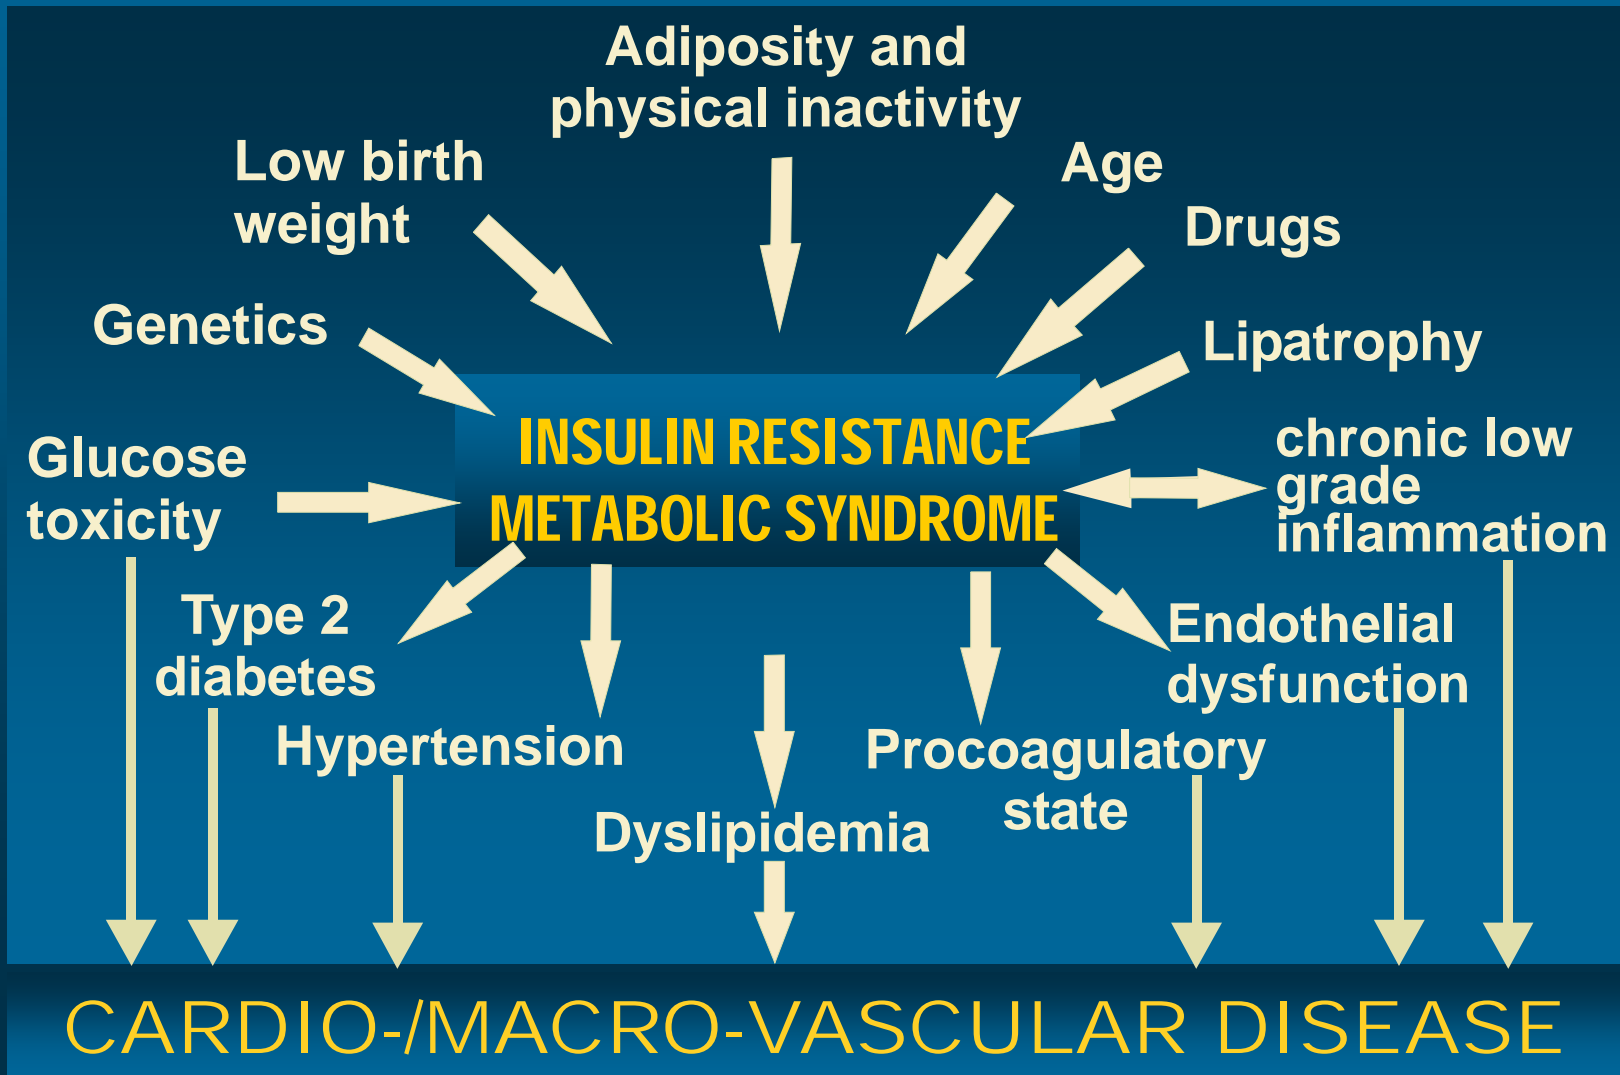 Adiposity and
physical inactivity
Low birth
weight
Age
Drugs
Genetics
Lipatrophy
INSULIN RESISTANCE
METABOLIC SYNDROME
Glucose
toxicity
chronic low
grade
inflammation
Type 2
diabetes
Endothelial
dysfunction
Hypertension
Procoagulatory
state
Dyslipidemia
CARDIO-/MACRO-VASCULAR DISEASE